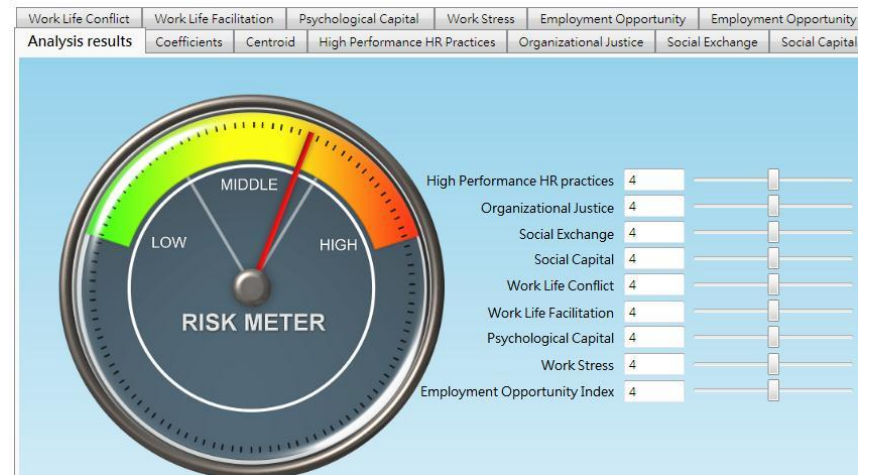 Work Life Conflict Work Life Facilitation Psychological Capital Work Stress Employment Opportunity Employment Opportunity
Analysis results Coefficients Centroid High Performance HR Practices Organizational Justice Social Exchange Social Capital
MIDDLE
LOW
HIGH
RISK METER
High Performance HR practices 4
Organizational Justice 4
Social Exchange 4
Social Capital 4
Work Life Conflict 4
Work Life Facilitation 4
Psychological Capital 4
Work Stress 4
Employment Opportunity Index 4